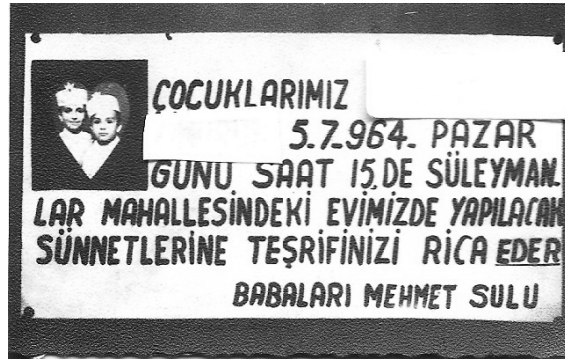 ÇOCUKLARIMIZ
5.7.964. PAZAR
GÜNÜ SAAT 15,DE SÜLEYMAN.
LAR MAHALLESİNDEKİ EVİMİZDE YAPILACAK
SÜNNETLERİNE TEŞRİFİNİZİ RİCA EDER
BABALARI MEHMET SULU